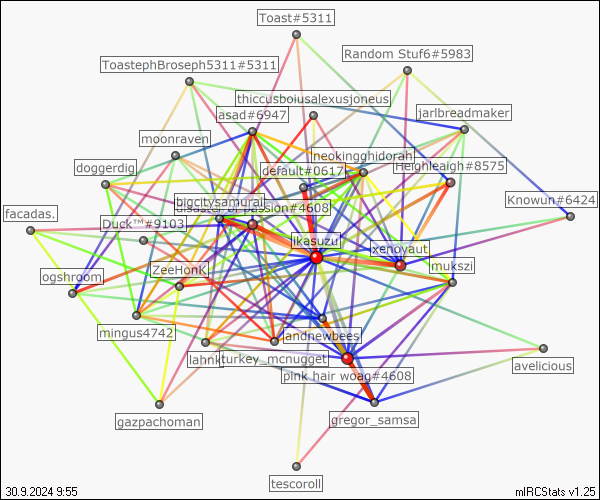 Toast#5311
Random Stuf6#5983
ToastephBroseph5311#5311
thiccusboiusalexusjoneus
asad#6947
jarlbreadmaker
moonraven
neokingghidorah
doggerdig
default#0617
Heighleagh#8575
bigcitysamurai
Knowun#6424
disaster of passion#4608
facadas.
Duck™#9103
ikasuzu
xenoyaut
ogshroom
ZeeHonK
mukszi
mingus4742
andnewbees
lahnk
turkey_mcnugget
avelicious
pink hair woag#4608
gazpachoman
gregor_samsa
tescoroll
30.9.2024 9:55
mIRCStats v1.25